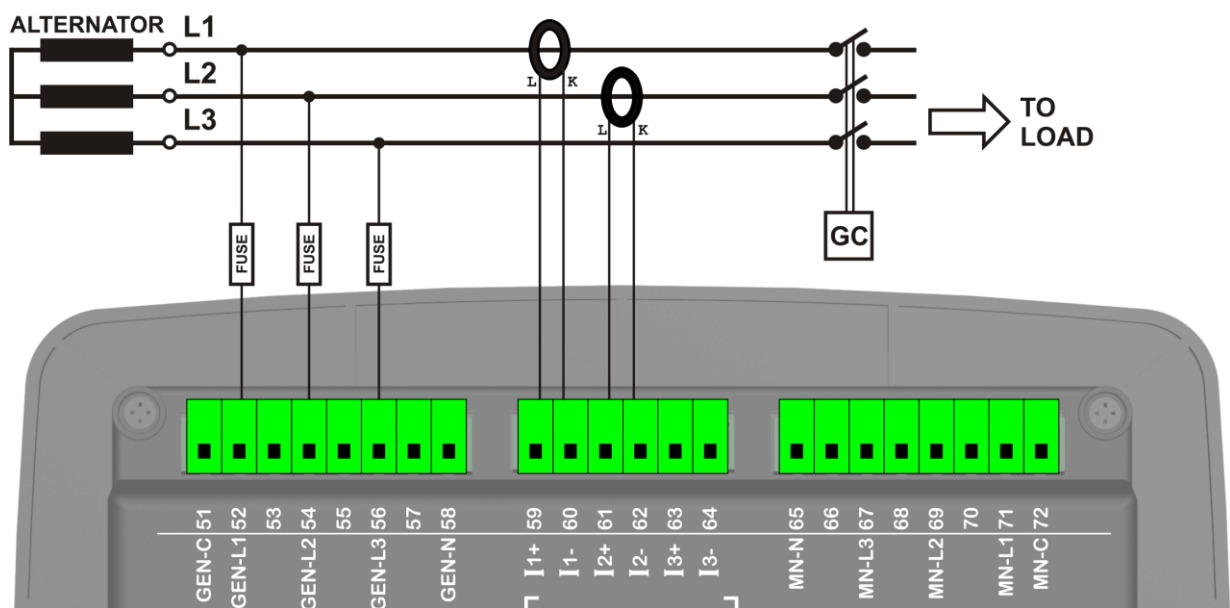 ALTERNATOR
L1
L2
L3
L K
L K
TO
LOAD
FUSE
FUSE
FUSE
GC
GEN-C 51
GEN-L1 52
53
GEN-L2 54
55
GEN-L3 56
57
GEN-N 58
I1+ 59
I1- 60
I2+ 61
I2- 62
I3+ 63
I3- 64
MN-N 65
66
MN-L3 67
68
MN-L2 69
70
MN-L1 71
MN-C 72